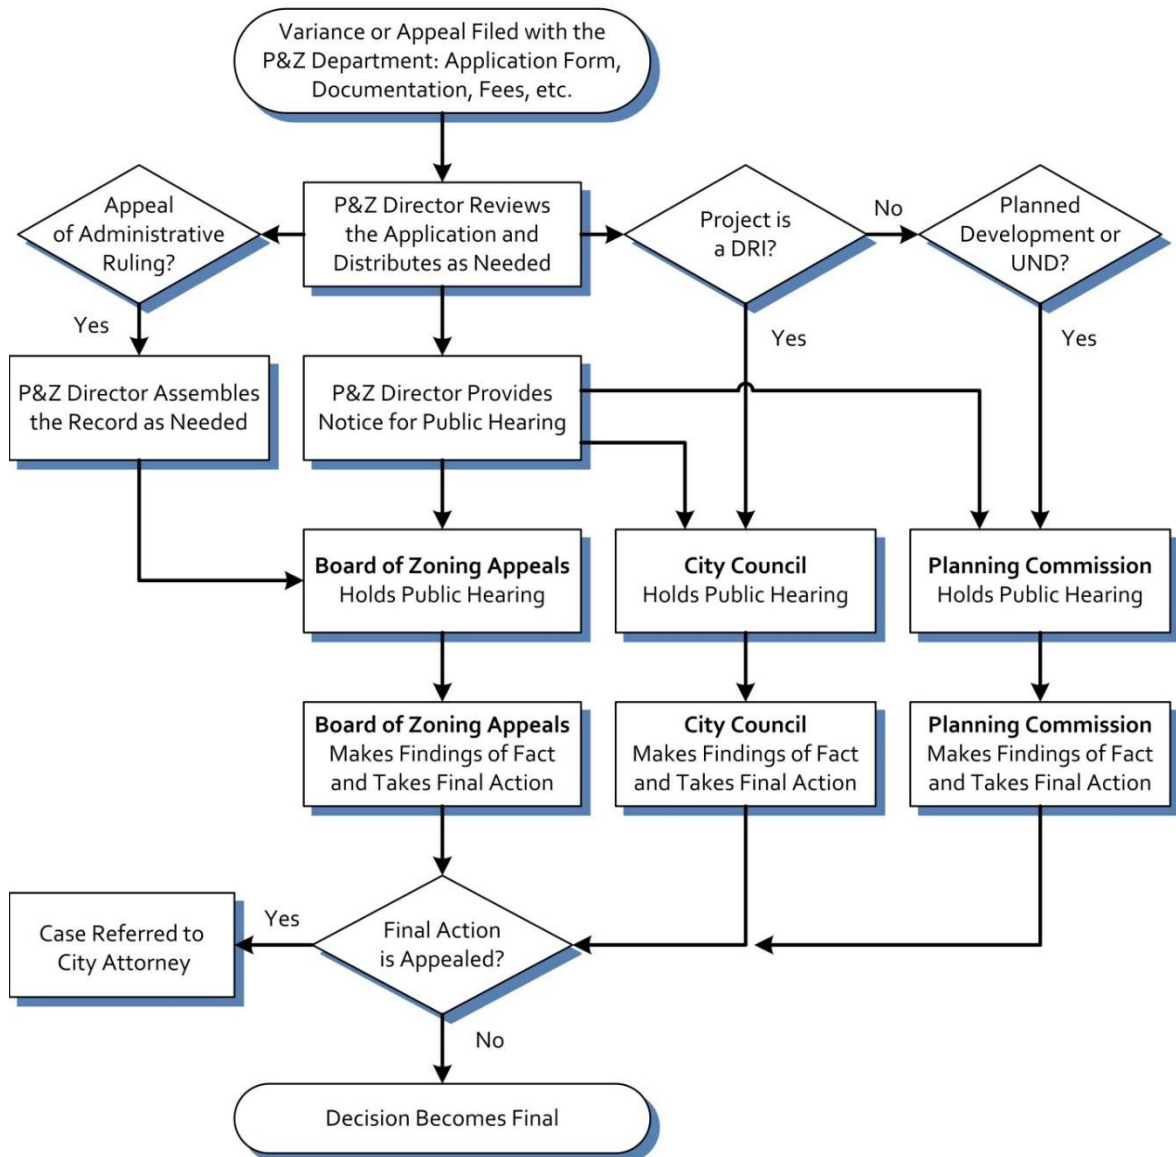 Variance or Appeal Filed with the
P&Z Department: Application Form,
Documentation, Fees, etc.
Appeal
of Administrative
Ruling?
P&Z Director Reviews
the Application and
Distributes as Needed
Project is
a DRI?
No
Planned
Development or
UND?
Yes
Yes
Yes
P&Z Director Assembles
the Record as Needed
P&Z Director Provides
Notice for Public Hearing
Board of Zoning Appeals
Holds Public Hearing
City Council
Holds Public Hearing
Planning Commission
Holds Public Hearing
Board of Zoning Appeals
Makes Findings of Fact
and Takes Final Action
City Council
Makes Findings of Fact
and Takes Final Action
Planning Commission
Makes Findings of Fact
and Takes Final Action
Case Referred to
City Attorney
Yes
Final Action
is Appealed?
No
Decision Becomes Final